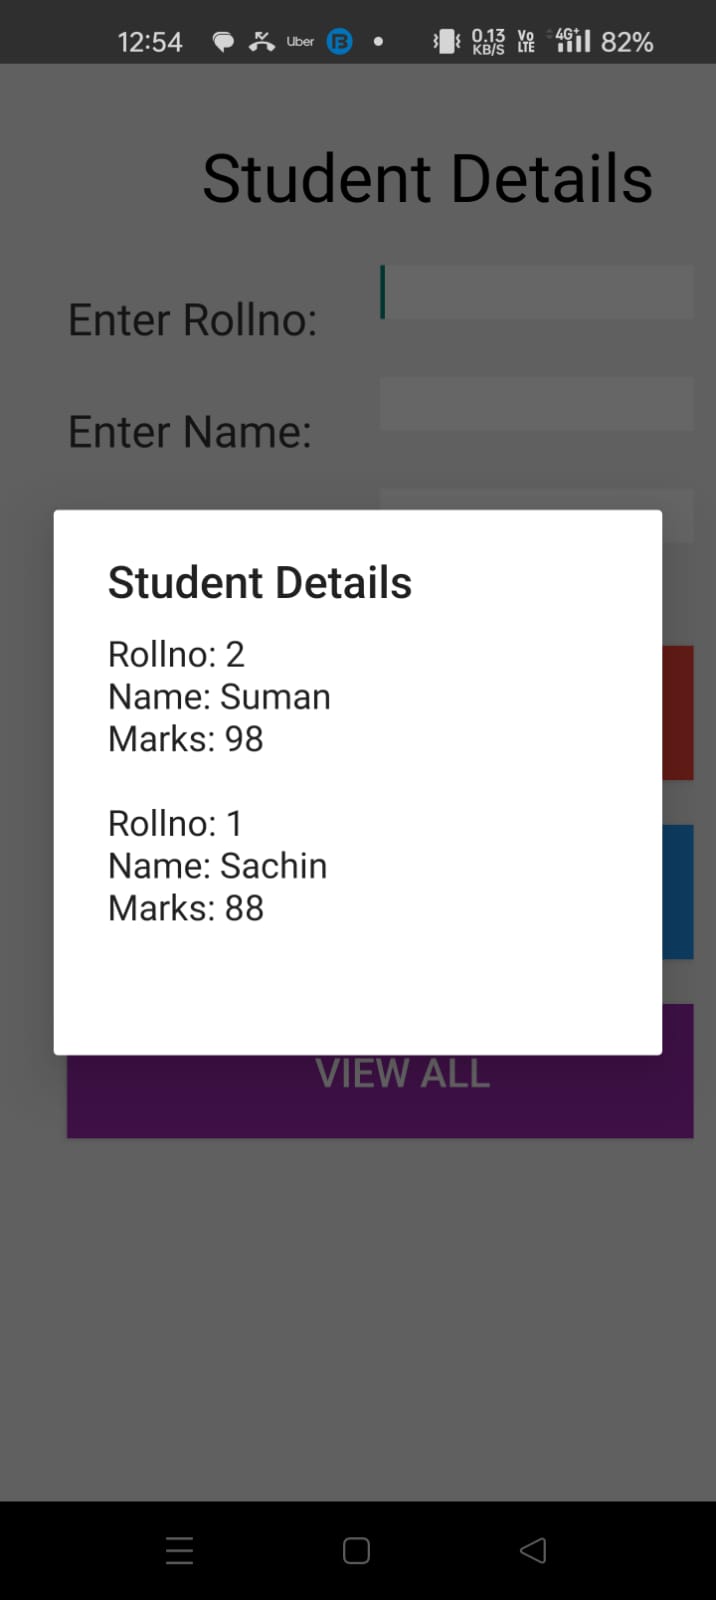 12:54 Uber B 0.13 KB/S Vo LTE 4G+ 82%
Student Details
Enter Rollno:
Enter Name:
Student Details
Rollno: 2
Name: Suman
Marks: 98
Rollno: 1
Name: Sachin
Marks: 88
VIEW ALL